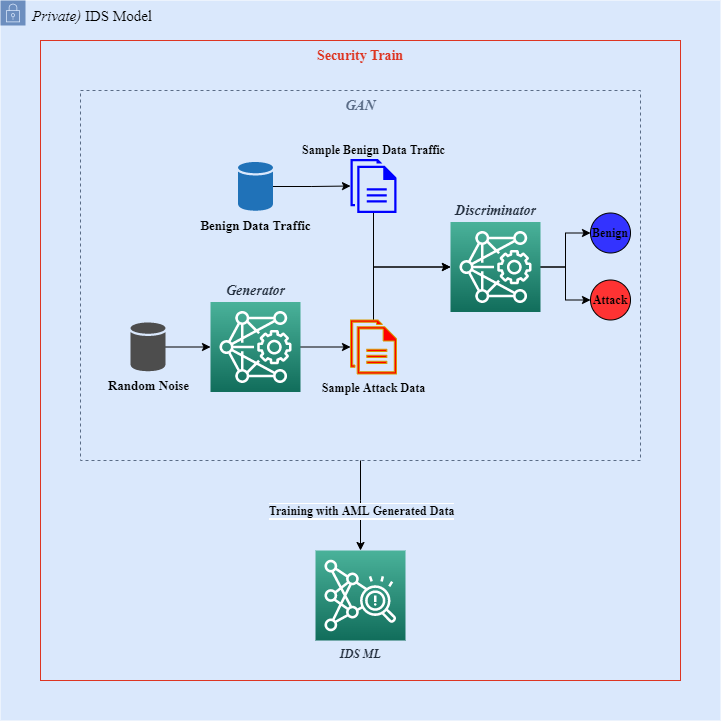 Private) IDS Model
Security Train
GAN
Sample Benign Data Traffic
Benign Data Traffic
Discriminator
Benign
Generator
Attack
Random Noise
Sample Attack Data
Training with AML Generated Data
IDS ML